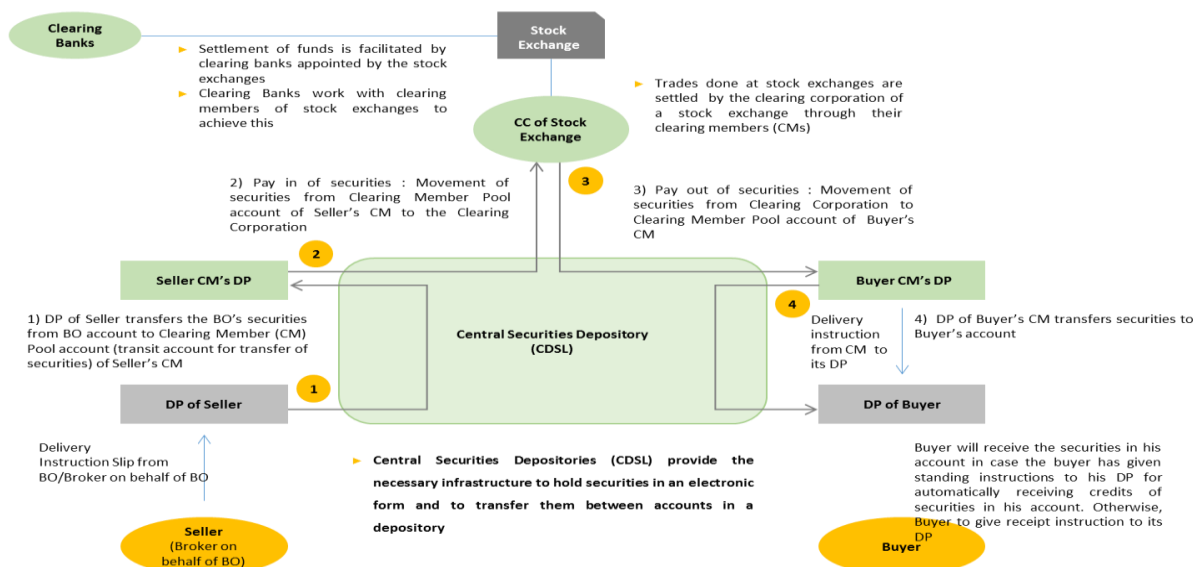 Clearing
Banks
Stock
Exchange
► Settlement of funds is facilitated by
clearing banks appointed by the stock
exchanges
► Clearing Banks work with clearing
members of stock exchanges to
achieve this
► Trades done at stock exchanges are
settled by the clearing corporation of
a stock exchange through their
clearing members (CMs)
CC of Stock
Exchange
3
2) Pay in of securities : Movement of
securities from Clearing Member Pool
account of Seller's CM to the Clearing
Corporation
3) Pay out of securities : Movement of
securities from Clearing Corporation to
Clearing Member Pool account of Buyer's
CM
2
Seller CM's DP
Buyer CM's DP
4
1) DP of Seller transfers the BO's securities
from BO account to Clearing Member (CM)
Pool account (transit account for transfer of
securities) of Seller's CM
Central Securities Depository
(CDSL)
Delivery
instruction
from CM to
its DP
4) DP of Buyer's CM transfers securities to
Buyer's account
1
DP of Seller
DP of Buyer
Delivery
Instruction Slip from
BO/Broker on behalf of BO
► Central Securities Depositories (CDSL) provide the
necessary infrastructure to hold securities in an electronic
form and to transfer them between accounts in a
depository
Buyer will receive the securities in his
account in case the buyer has given
standing instructions to his DP for
automatically receiving credits of
securities in his account. Otherwise,
Buyer to give receipt instruction to its
DP
Seller
(Broker on
behalf of BO)
Buyer